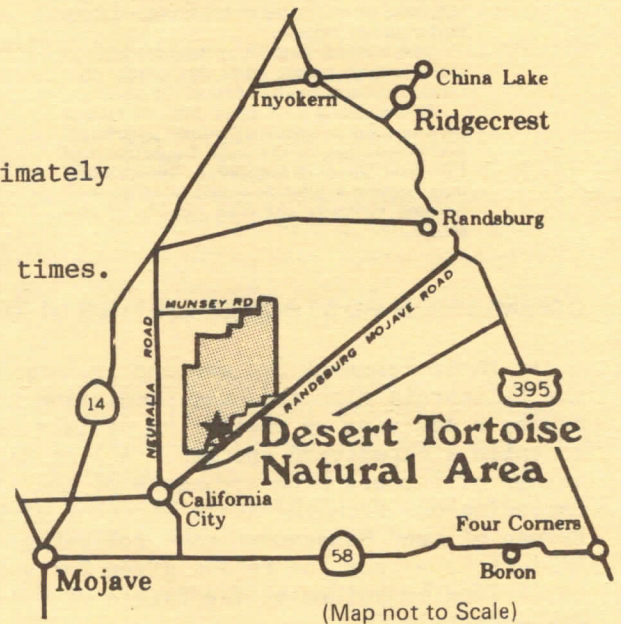 China Lake
Inyokern
Ridgecrest
imately
Randsburg
times.
MUNSEY RD
NEURALIA ROAD
RANDSBURG MOJAVE ROAD
14
395
Desert Tortoise
Natural Area
California
City
Four Corners
58
Boron
Mojave
(Map not to Scale)